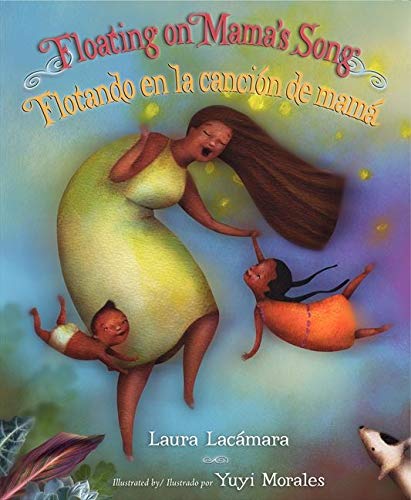 Floating on Mama's Song
Flotando en la canción de mamá
Laura Lacámara
Illustrated by/ Ilustrado por Yuyi Morales